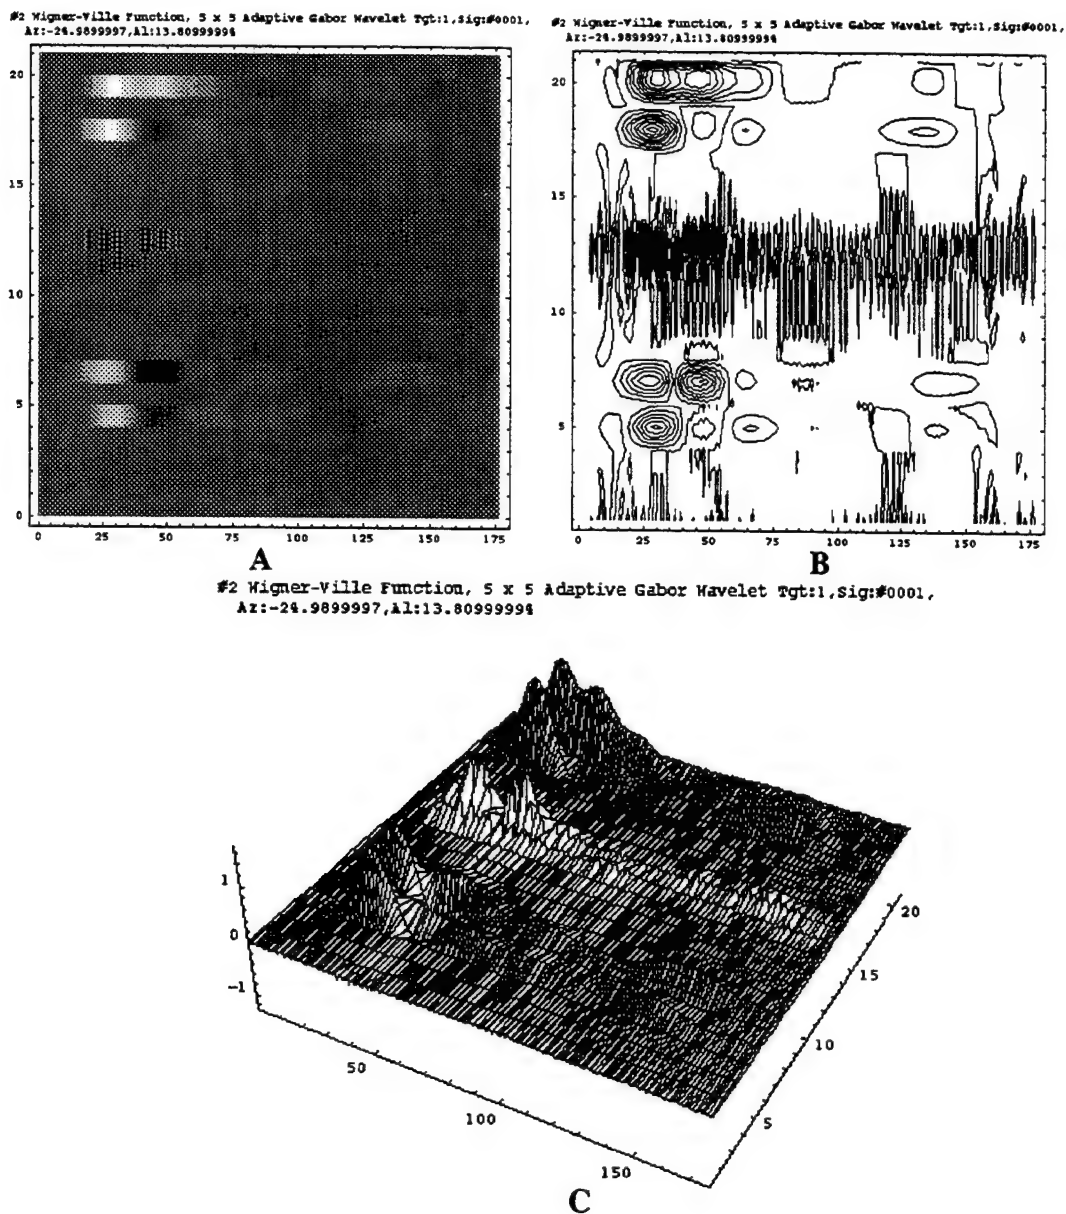 #2 Wigner-Ville Function, 5 x 5 Adaptive Gabor Wavelet Tgt:1,Sig:#0001,
Az:-24.9899997,Al:13.80999994
#2 Wigner-Ville Function, 5 x 5 Adaptive Gabor Wavelet Tgt:1,Sig:#0001,
Az:-24.9899997,Al:13.80999994
20
15
10
5
0
0 25 50 75 100 125 150 175
A
20
15
10
5
0 25 50 75 100 125 150 175
B
#2 Wigner-Ville Function, 5 x 5 Adaptive Gabor Wavelet Tgt:1,Sig:#0001,
Az:-24.9899997,Al:13.80999994
1
0
-1
50
100
150
5
10
15
20
C